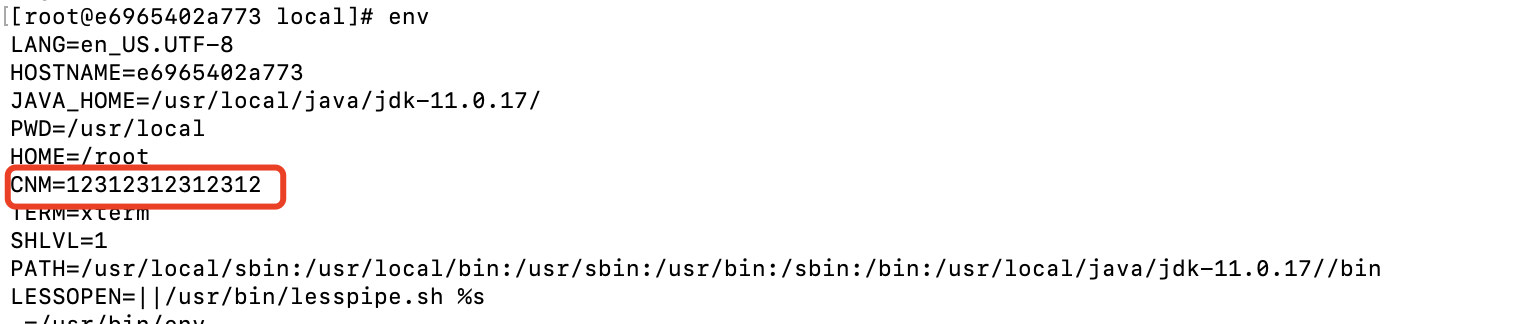 [[root@e6965402a773 local]# env
LANG=en_US.UTF-8
HOSTNAME=e6965402a773
JAVA_HOME=/usr/local/java/jdk-11.0.17/
PWD=/usr/local
HOME=/root
CNM=12312312312312
TERM=xterm
SHLVL=1
PATH=/usr/local/sbin:/usr/local/bin:/usr/sbin:/usr/bin:/sbin:/bin:/usr/local/java/jdk-11.0.17//bin
LESSOPEN=||/usr/bin/lesspipe.sh %s
_=/usr/bin/env